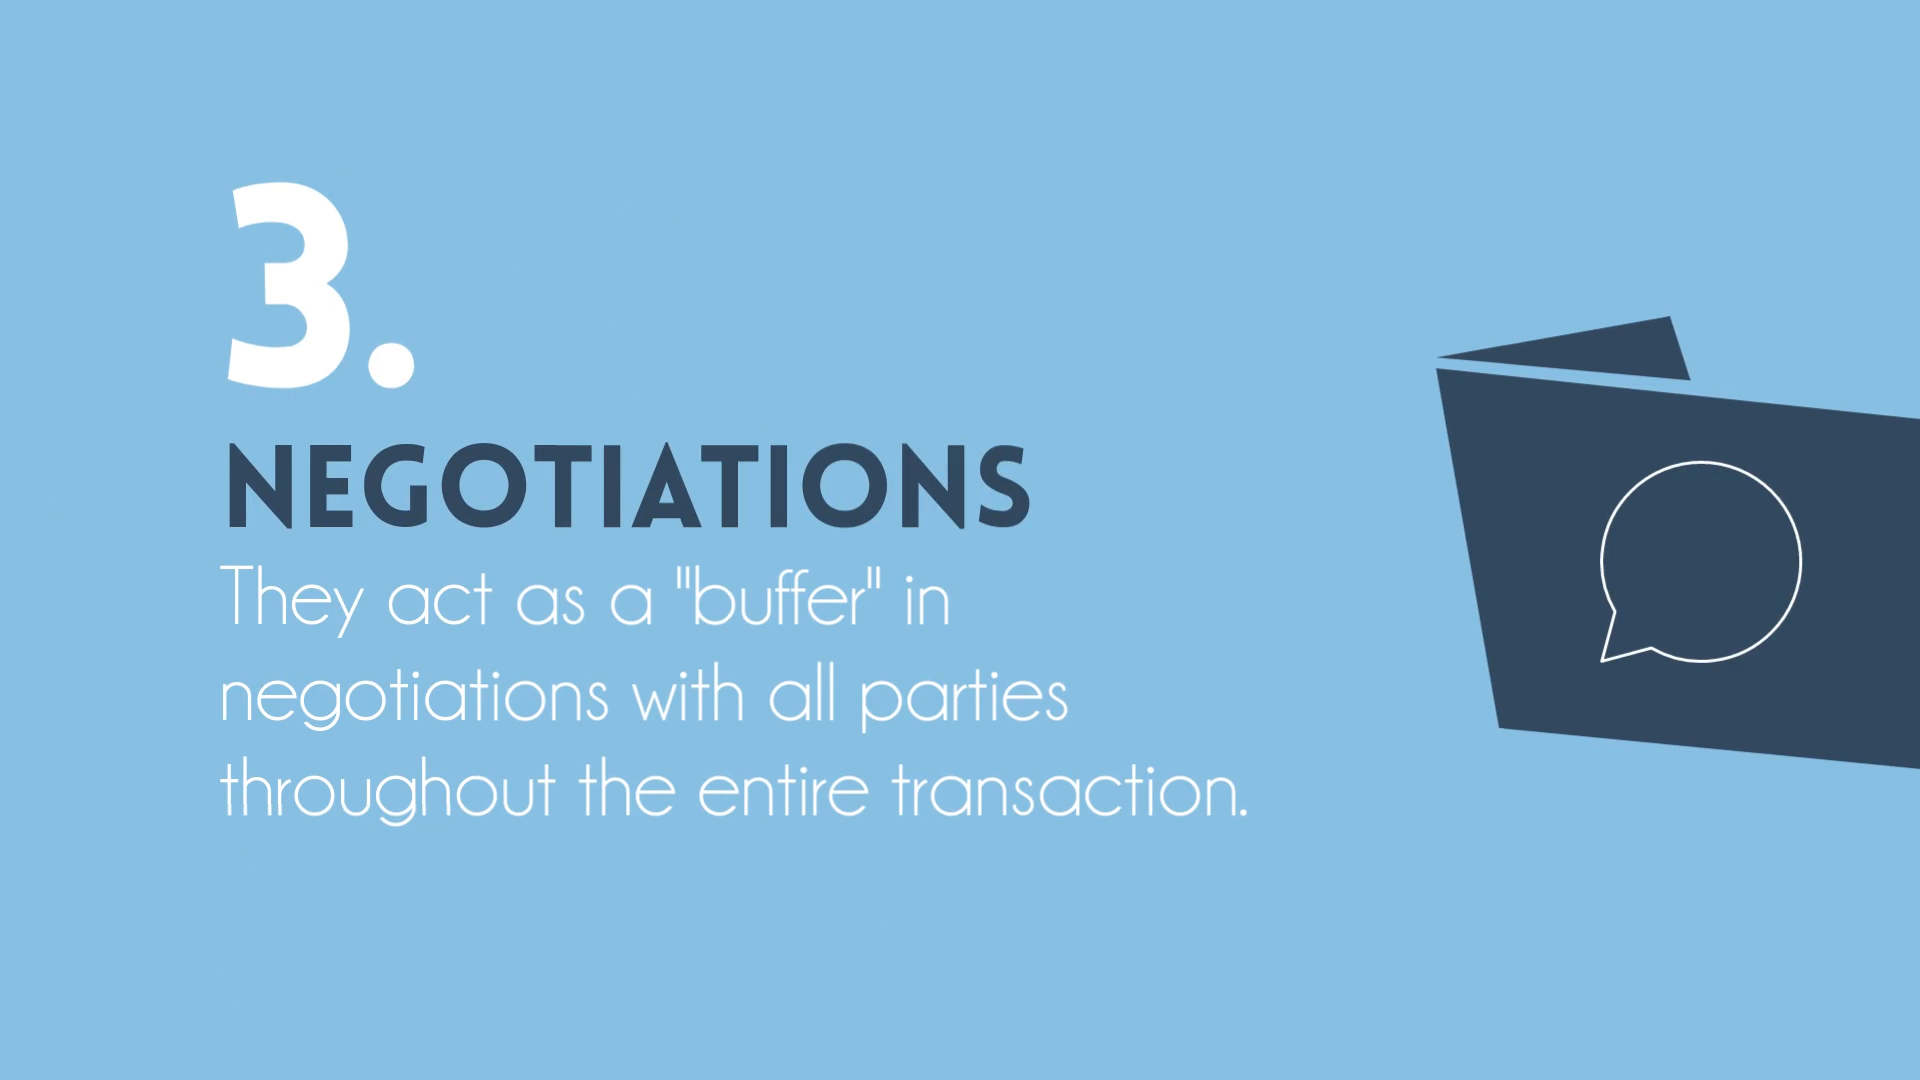 3.
NEGOTIATIONS
They act as a "buffer" in
negotiations with all parties
throughout the entire transaction.